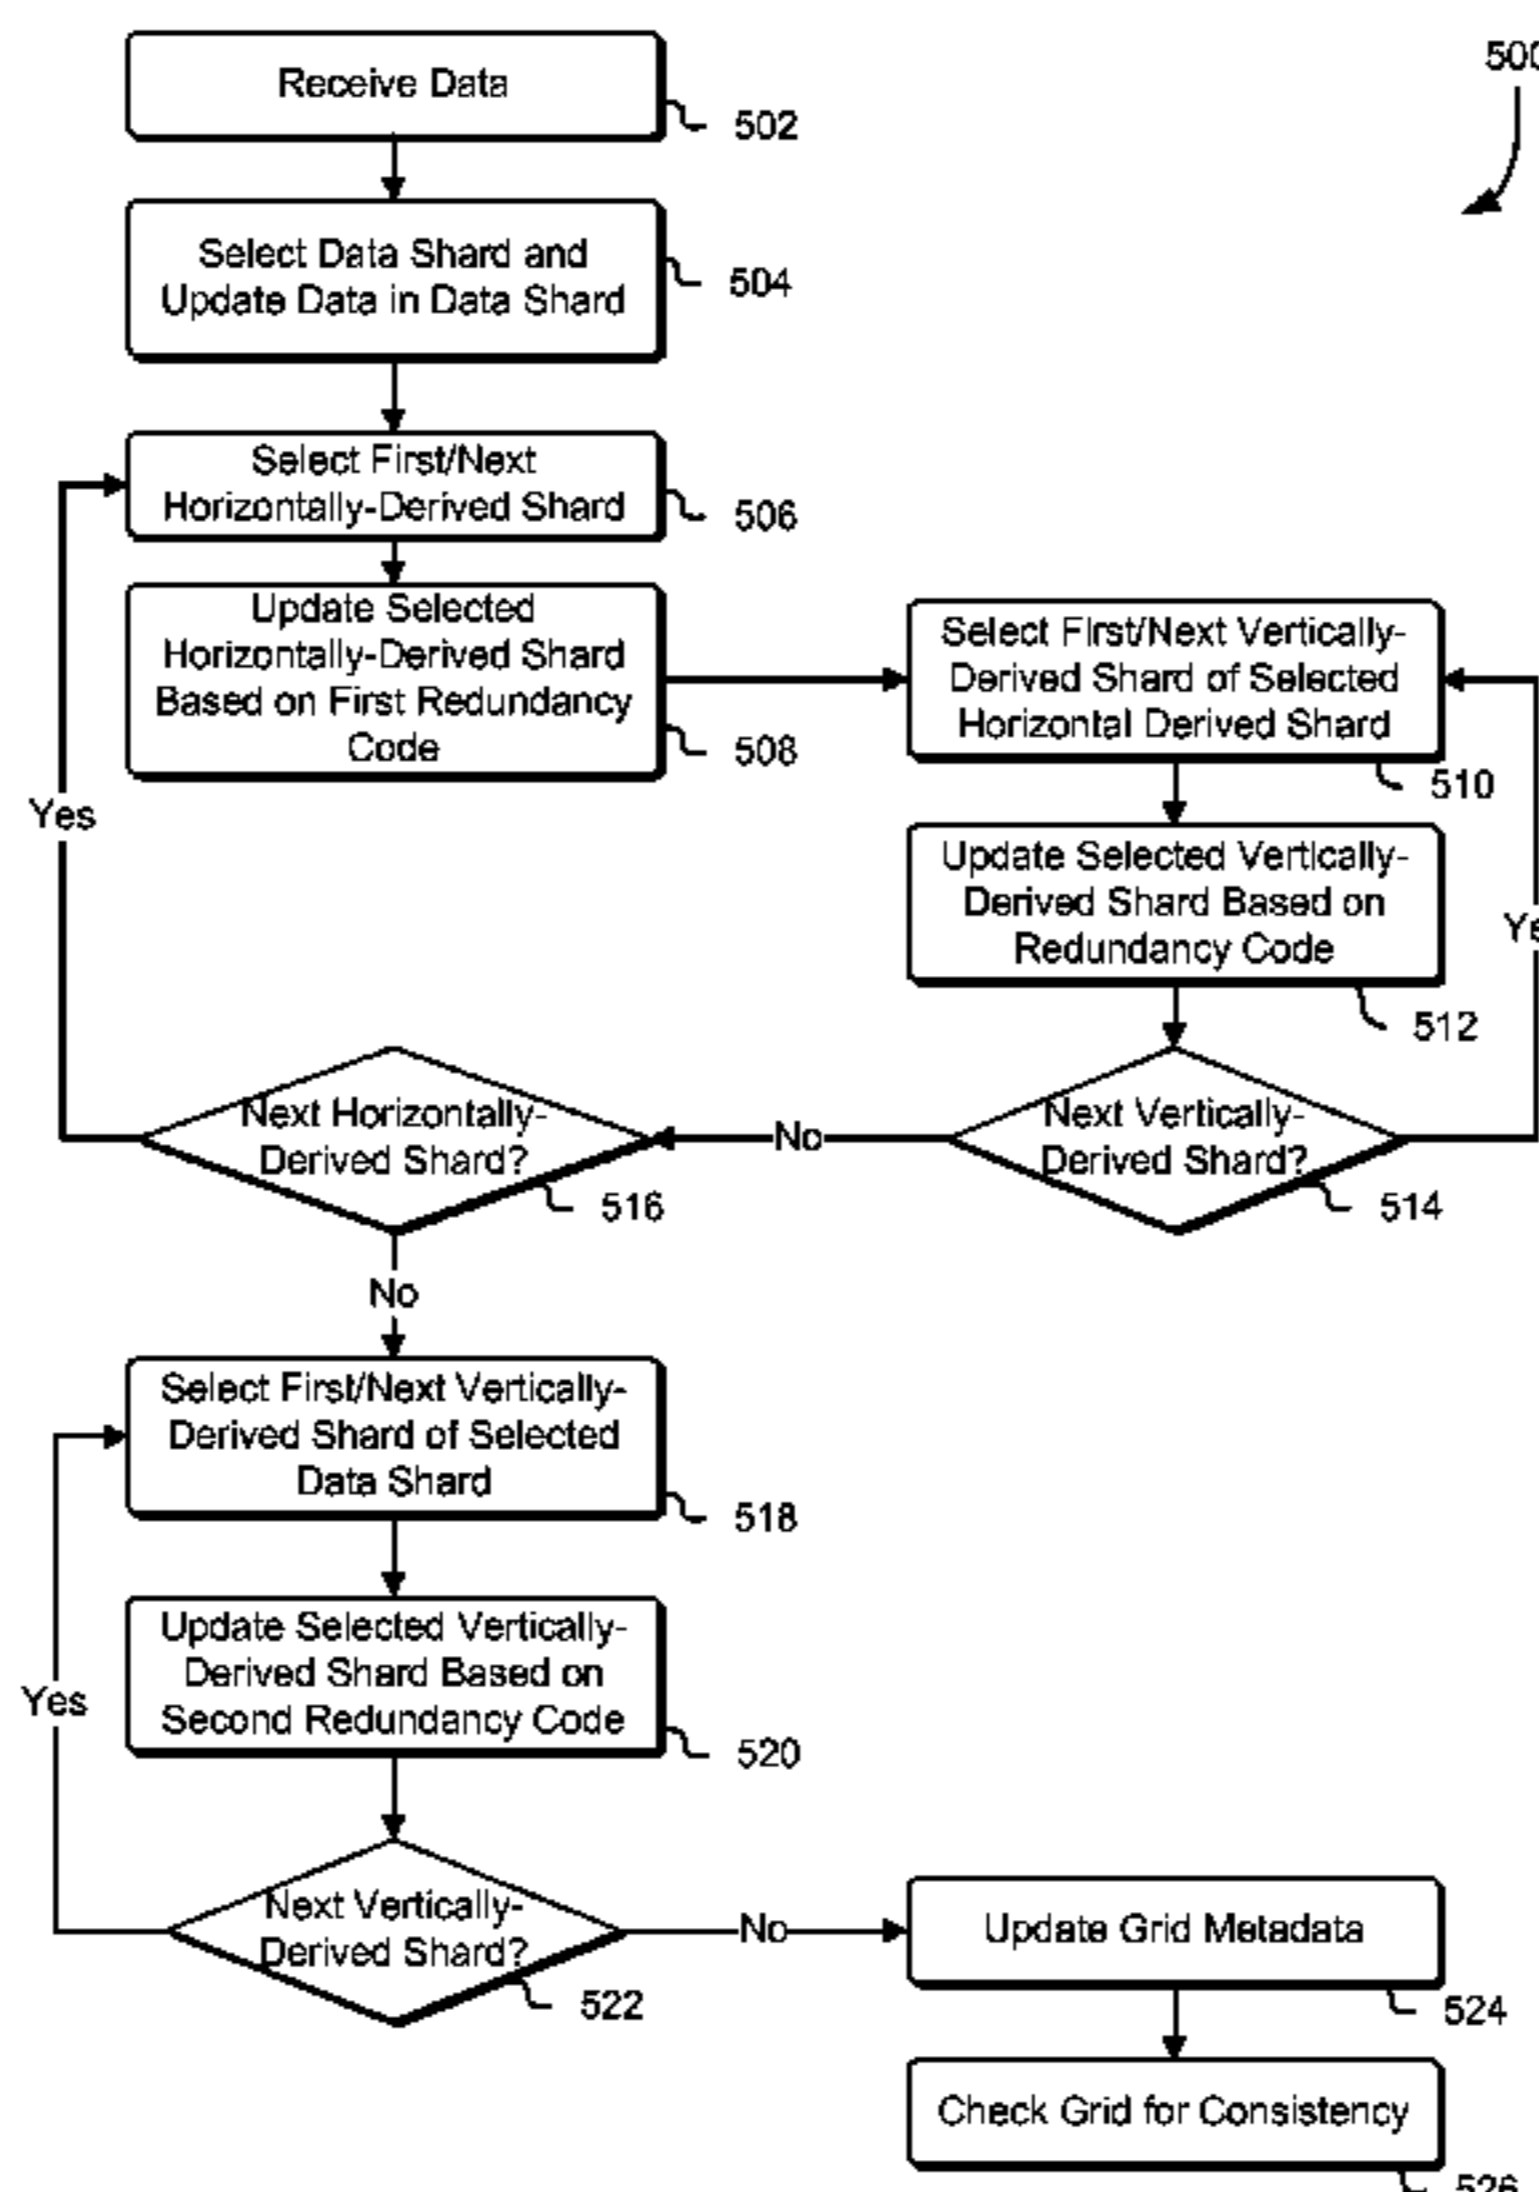 500
Receive Data
502
Select Data Shard and
Update Data in Data Shard
504
Select First/Next
Horizontally-Derived Shard
506
Update Selected
Horizontally-Derived Shard
Based on First Redundancy
Code
508
Select First/Next Vertically-
Derived Shard of Selected
Horizontal Derived Shard
510
Yes
Update Selected Vertically-
Derived Shard Based on
Redundancy Code
512
Next Vertically-
Derived Shard?
514
No
Next Horizontally-
Derived Shard?
516
No
Select First/Next Vertically-
Derived Shard of Selected
Data Shard
518
Update Selected Vertically-
Derived Shard Based on
Second Redundancy Code
520
Yes
Next Vertically-
Derived Shard?
522
No
Update Grid Metadata
524
Check Grid for Consistency
526